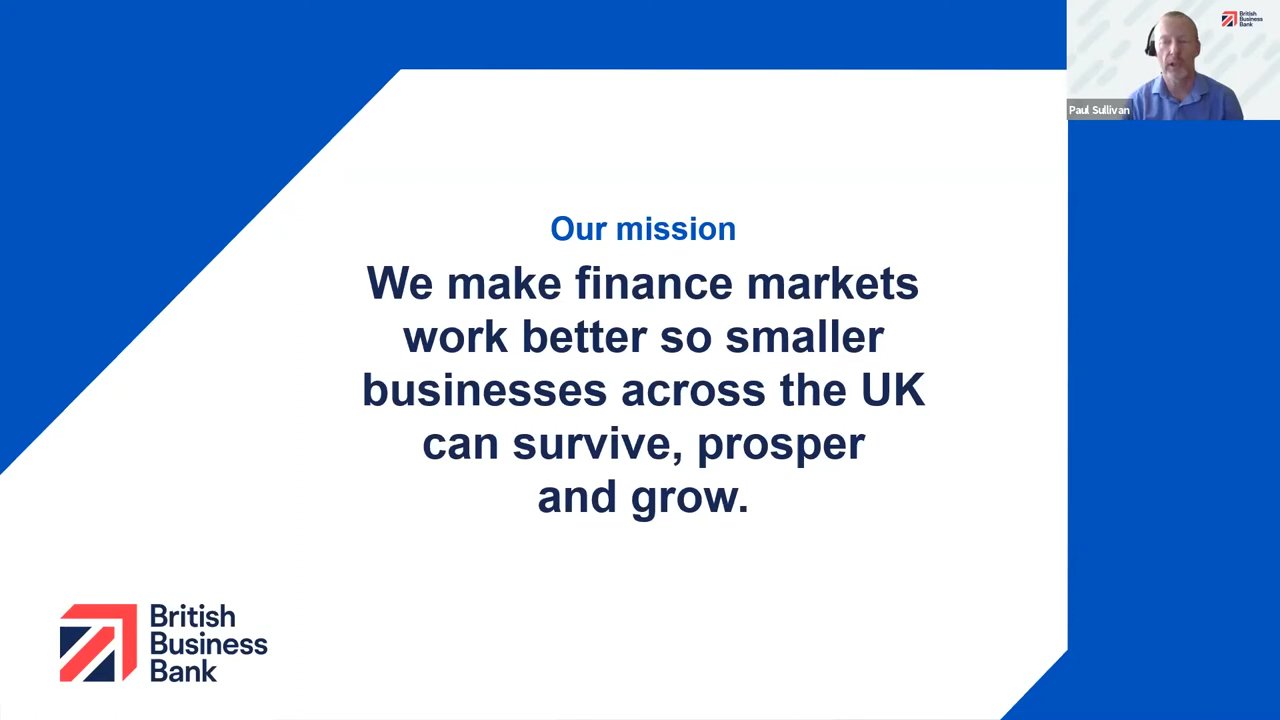 British
Business
Bank
Paul Sullivan
Our mission
We make finance markets
work better so smaller
businesses across the UK
can survive, prosper
and grow.
British
Business
Bank